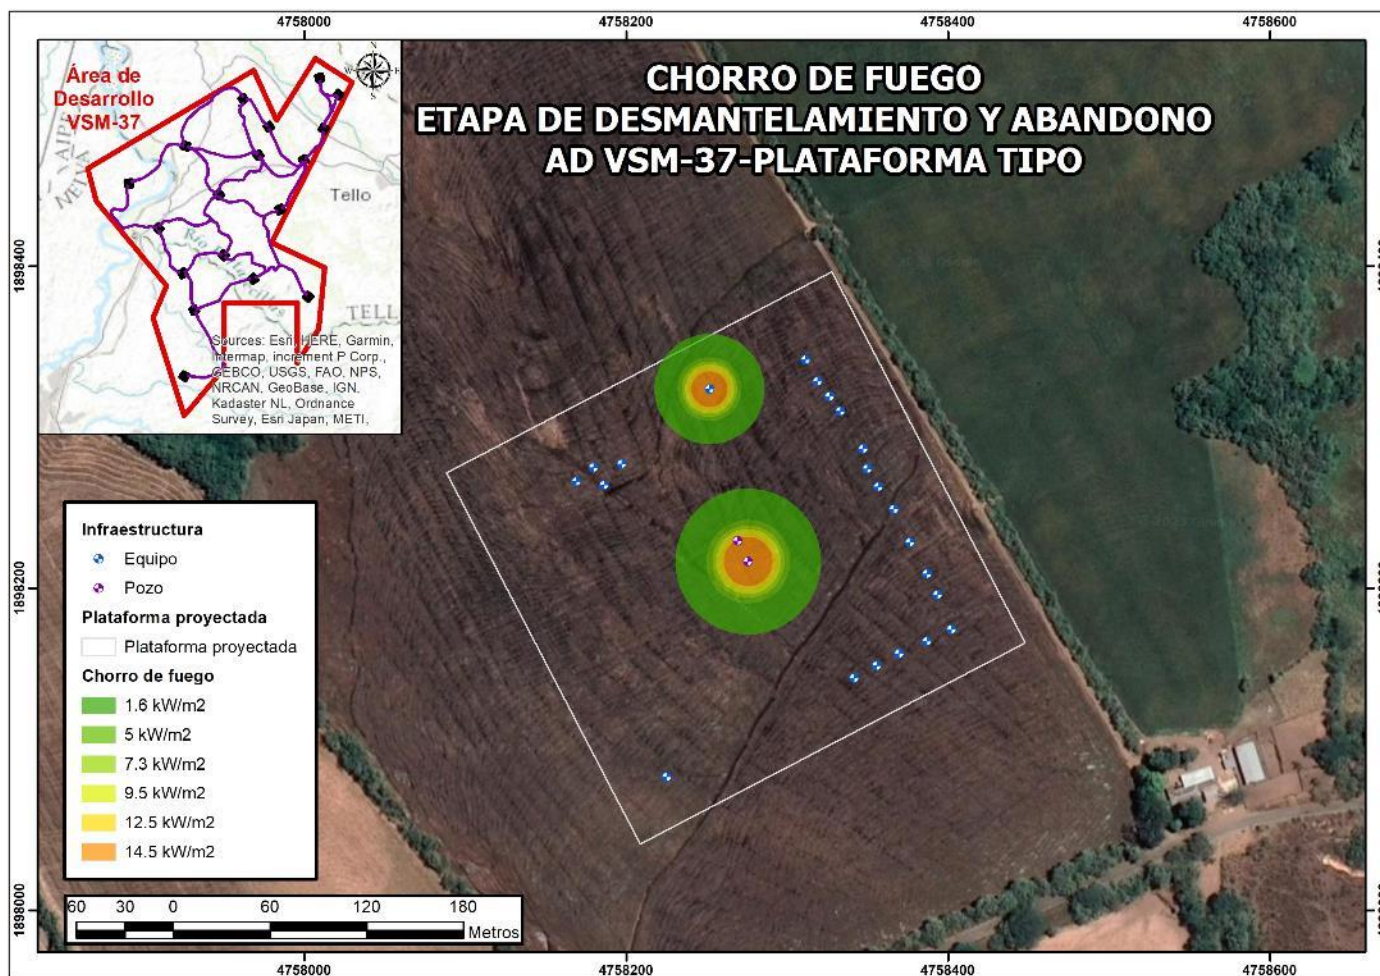 4758000 4758200 4758400 4758600
CHORRO DE FUEGO
ETAPA DE DESMANTELAMIENTO Y ABANDONO
AD VSM-37-PLATAFORMA TIPO
Área de
Desarrollo
VSM-37
N
W E
S
NEIVA
Tello
TELL
Sources: Esri, HERE, Garmin,
Intermap, increment P Corp.,
GEBCO, USGS, FAO, NPS,
NRCAN, GeoBase, IGN,
Kadaster NL, Ordnance
Survey, Esri Japan, METI,
1898400
1898200
1898000
Infraestructura
Equipo
Pozo
Plataforma proyectada
Plataforma proyectada
Chorro de fuego
1.6 kW/m2
5 kW/m2
7.3 kW/m2
9.5 kW/m2
12.5 kW/m2
14.5 kW/m2
60 30 0 60 120 180
Metros
4758000 4758200 4758400 4758600